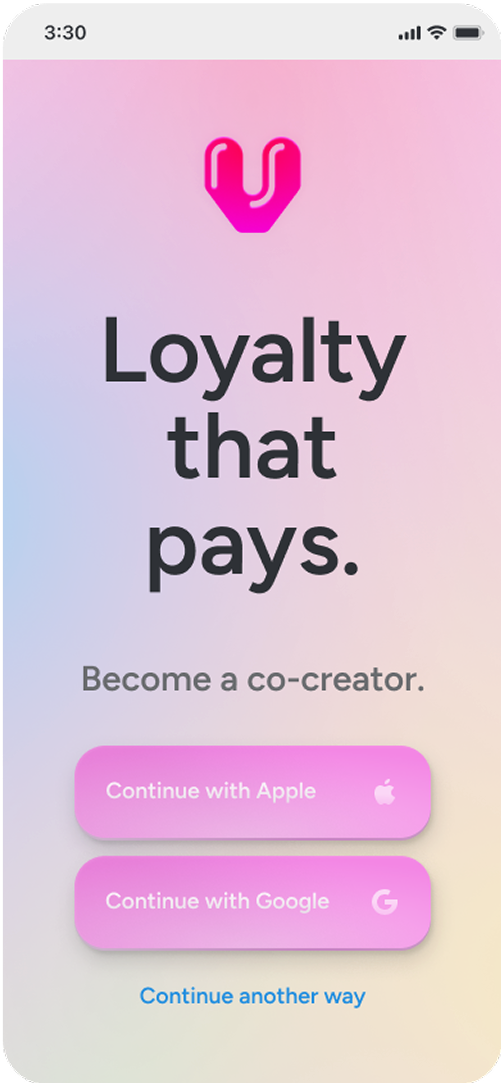 3:30
Loyalty
that
pays.
Become a co-creator.
Continue with Apple
Continue with Google
Continue another way